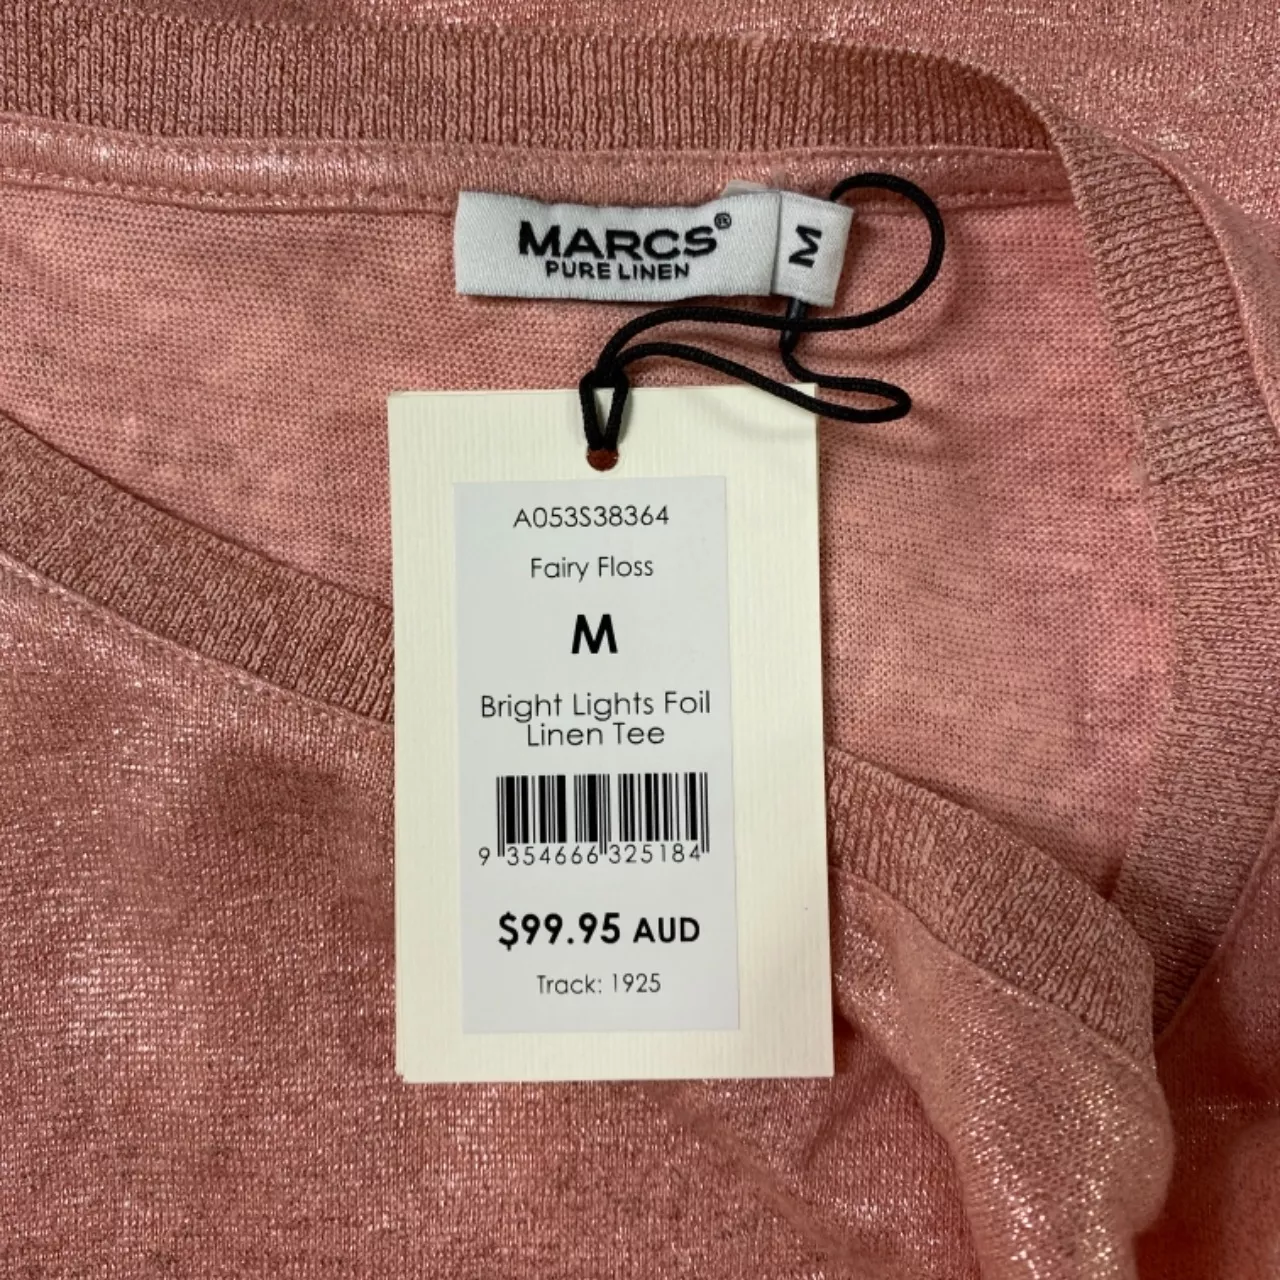 MARCS®
PURE LINEN
M
A053S38364
Fairy Floss
M
Bright Lights Foil
Linen Tee
9 354666 325184
$99.95 AUD
Track: 1925